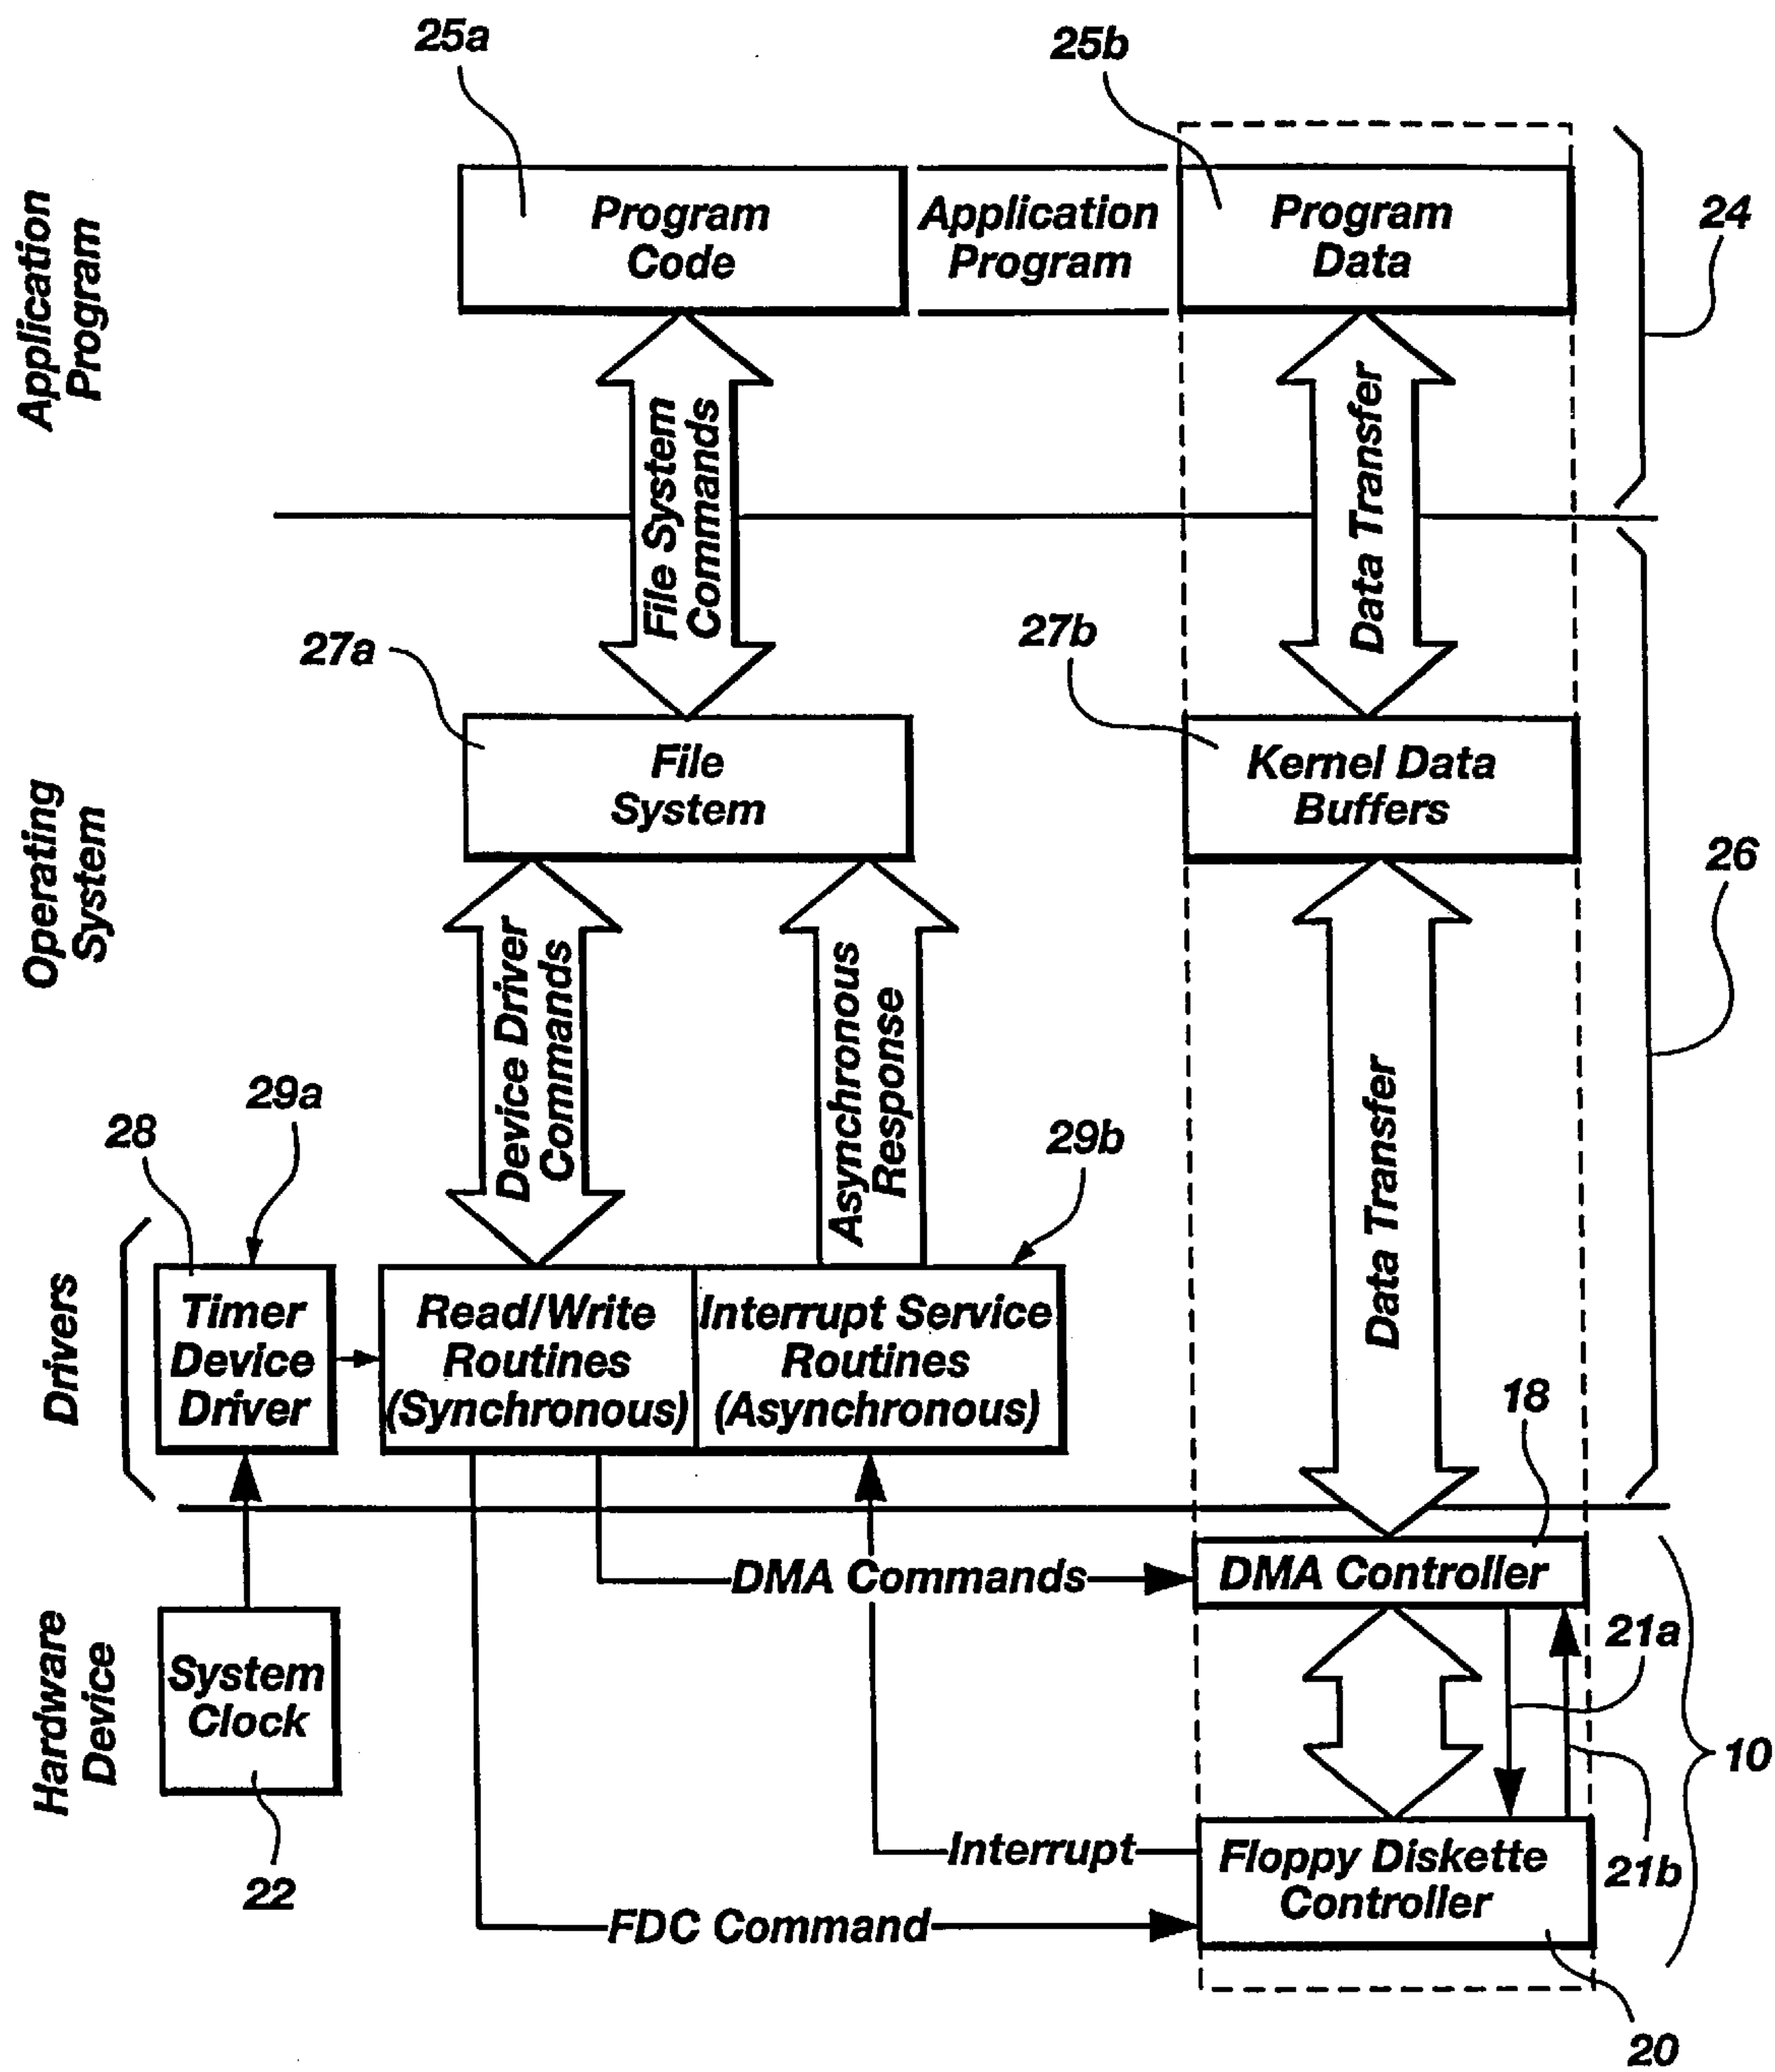 25a
25b
Application
Program
Program
Code
Application
Program
Program
Data
24
File System
Commands
Data Transfer
27a
27b
Operating
System
File
System
Kernel Data
Buffers
26
Device Driver
Commands
Asynchronous
Response
Data Transfer
28
29a
29b
Drivers
Timer
Device
Driver
Read/Write
Routines
(Synchronous)
Interrupt Service
Routines
(Asynchronous)
18
Hardware
Device
DMA Commands
DMA Controller
System
Clock
22
21a
10
21b
Interrupt
Floppy Diskette
Controller
FDC Command
20